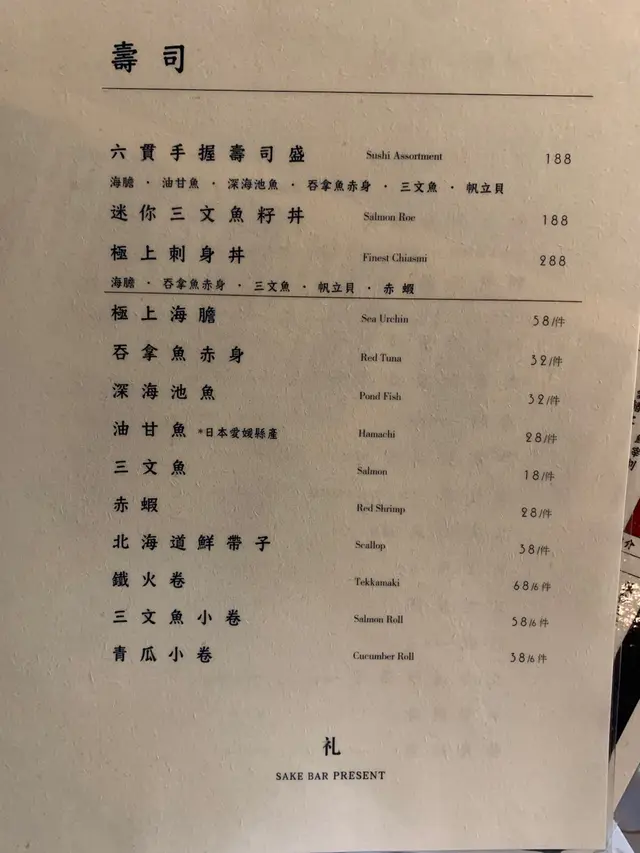 壽司
六貫手握壽司盛 Sushi Assortment 188
海膽 · 油甘魚 · 深海池魚 · 吞拿魚赤身 · 三文魚 · 帆立貝
迷你三文魚籽丼 Salmon Roe 188
極上刺身丼 Finest Chiasmi 288
海膽 · 吞拿魚赤身 · 三文魚 · 帆立貝 · 赤蝦
極上海膽 Sea Urchin 58/件
吞拿魚赤身 Red Tuna 32/件
深海池魚 Pond Fish 32/件
油甘魚 *日本愛媛縣產 Hamachi 28/件
三文魚 Salmon 18/件
赤蝦 Red Shrimp 28/件
北海道鮮帶子 Scallop 38/件
鐵火卷 Tekkamaki 68/6件
三文魚小卷 Salmon Roll 58/6件
青瓜小卷 Cucumber Roll 38/6件
礼
SAKE BAR PRESENT